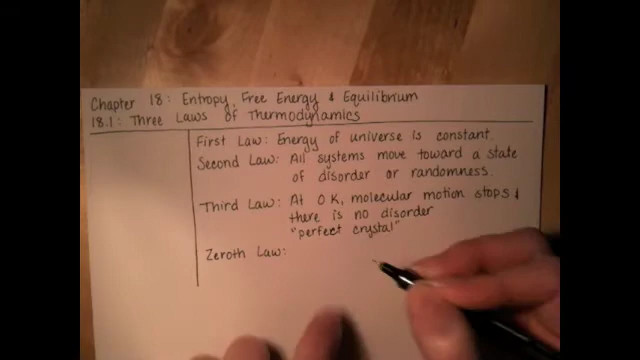 Chapter 18: Entropy, Free Energy & Equilibrium
18.1: Three Laws of Thermodynamics
First Law: Energy of universe is constant.
Second Law: All systems move toward a state
of disorder or randomness.
Third Law: At 0 K, molecular motion stops &
there is no disorder
"perfect crystal"
Zeroth Law: